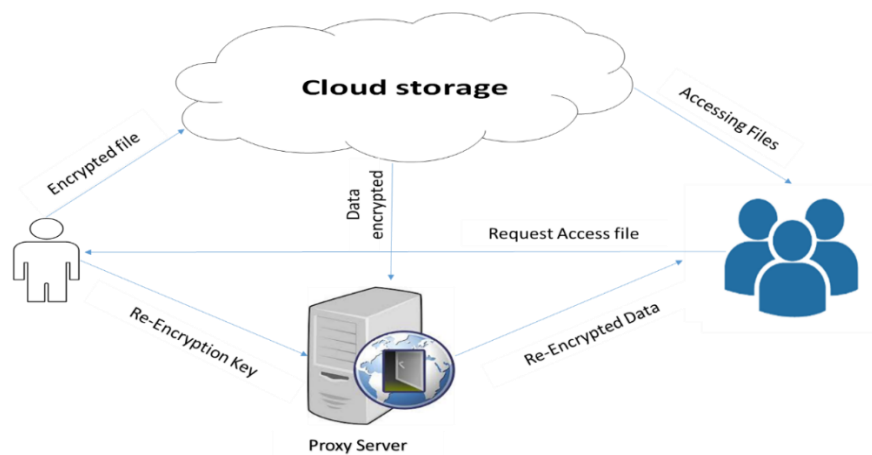 Cloud storage
Encrypted file
Accessing Files
Data
encrypted
Request Access file
Re-Encryption Key
Re-Encrypted Data
Proxy Server